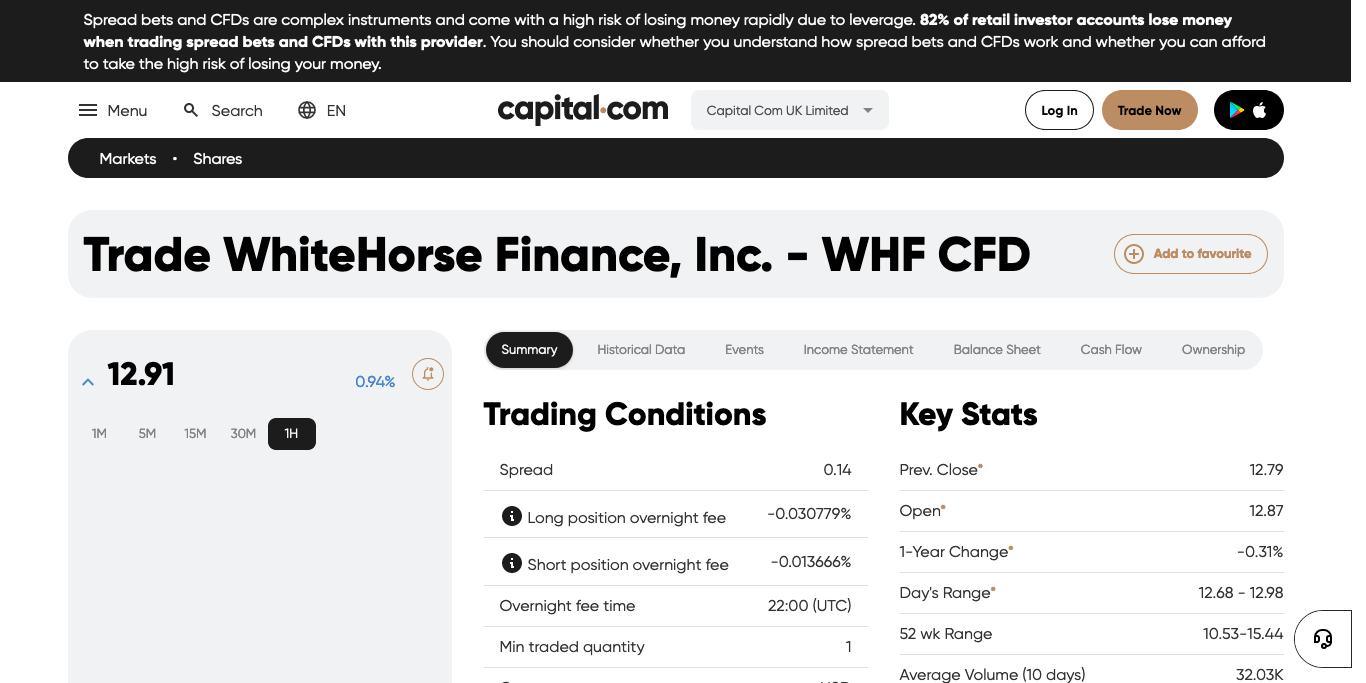 Spread bets and CFDs are complex instruments and come with a high risk of losing money rapidly due to leverage. 82% of retail investor accounts lose money
when trading spread bets and CFDs with this provider. You should consider whether you understand how spread bets and CFDs work and whether you can afford
to take the high risk of losing your money.
Menu Search EN capital.com Capital Com UK Limited Log In Trade Now
Markets • Shares
Trade WhiteHorse Finance, Inc. - WHF CFD Add to favourite
12.91 0.94%
1M 5M 15M 30M 1H
Summary Historical Data Events Income Statement Balance Sheet Cash Flow Ownership
Trading Conditions
Spread 0.14
Long position overnight fee -0.030779%
Short position overnight fee -0.013666%
Overnight fee time 22:00 (UTC)
Min traded quantity 1
Key Stats
Prev. Close* 12.79
Open* 12.87
1-Year Change* -0.31%
Day's Range* 12.68 - 12.98
52 wk Range 10.53-15.44
Average Volume (10 days) 32.03K